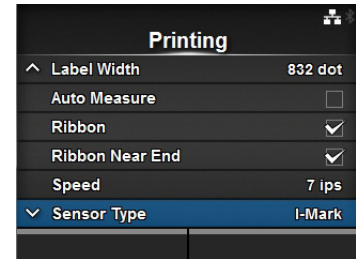 Printing
Label Width 832 dot
Auto Measure
Ribbon
Ribbon Near End
Speed 7 ips
Sensor Type I-Mark